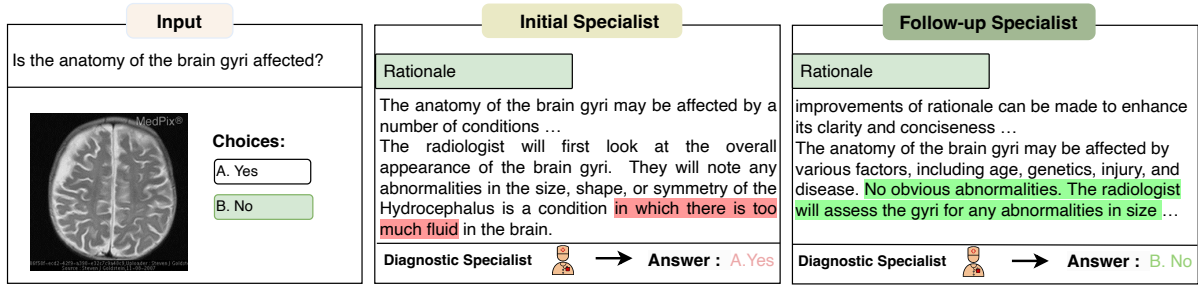 Input
Is the anatomy of the brain gyri affected?
MedPix®
Choices:
A. Yes
B. No
Initial Specialist
Rationale
The anatomy of the brain gyri may be affected by a
number of conditions ...
The radiologist will first look at the overall
appearance of the brain gyri. They will note any
abnormalities in the size, shape, or symmetry of the
Hydrocephalus is a condition in which there is too
much fluid in the brain.
Diagnostic Specialist
Answer : A.Yes
Follow-up Specialist
Rationale
improvements of rationale can be made to enhance
its clarity and conciseness ...
The anatomy of the brain gyri may be affected by
various factors, including age, genetics, injury, and
disease. No obvious abnormalities. The radiologist
will assess the gyri for any abnormalities in size ...
Diagnostic Specialist
Answer : B. No